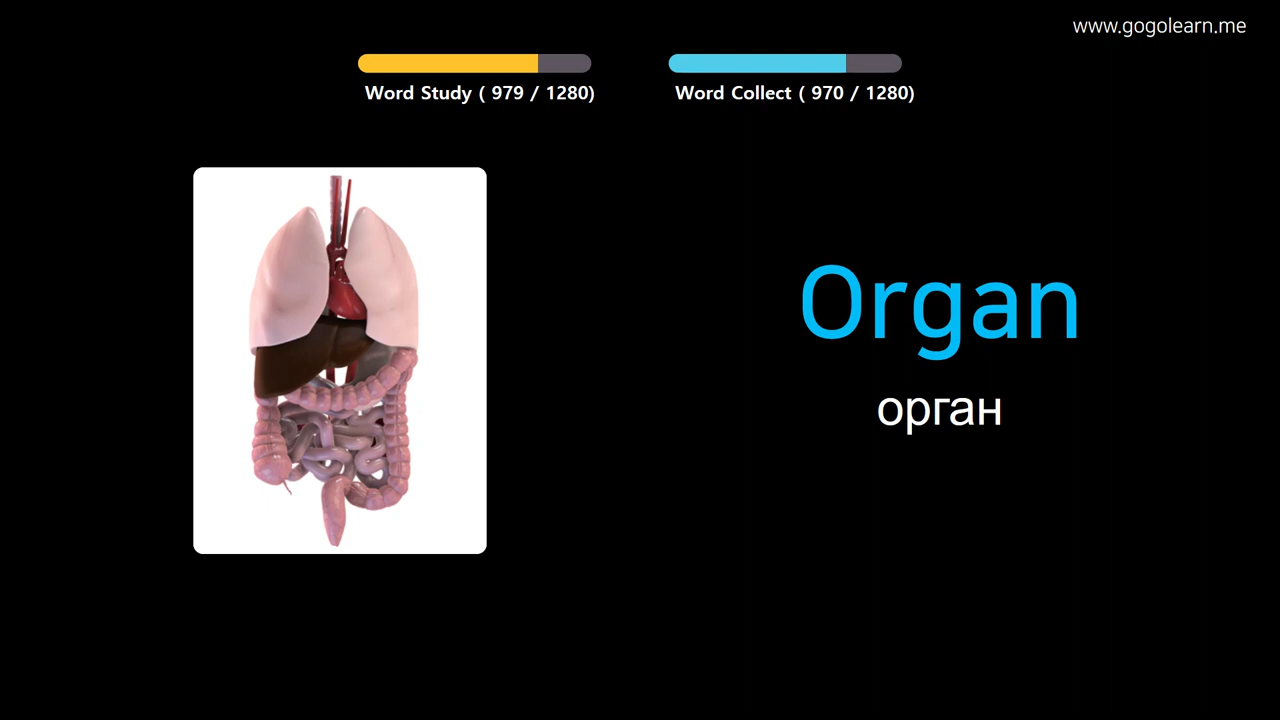 www.gogolearn.me
Word Study ( 979 / 1280)
Word Collect ( 970 / 1280)
Organ
орган